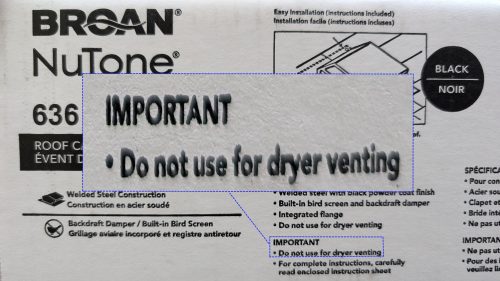 BROAN®
NuTone®
636
ROOF CA
ÉVENT D
Easy Installation (instructions included)
Installation facile (instructions incluses)
BLACK
NOIR
IMPORTANT
• Do not use for dryer venting
Welded Steel Construction
Construction en acier soudé
Backdraft Damper / Built-in Bird Screen
Grillage aviaire incorporé et registre antiretour
• Welded steel with black powder coat finish
• Built-in bird screen and backdraft damper
• Integrated flange
• Do not use for dryer venting
IMPORTANT
• Do not use for dryer venting
• For complete instructions, carefully
read enclosed instruction sheet
SPÉCIFICA
• Pour con
• Acier sou
• Clapet et
• Bride inté
• Ne pas ut
IMPORTAN
• Ne pas ut
• Pour des i
veuillez li